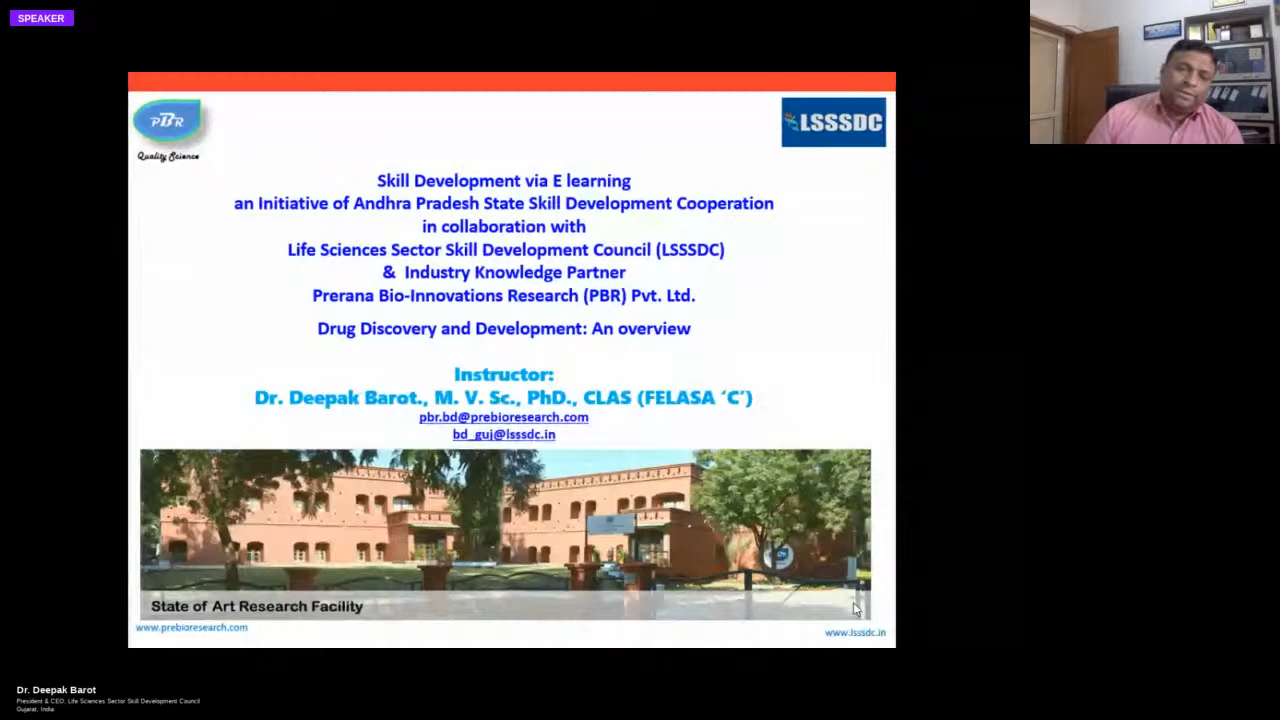 SPEAKER
PBR
Quality Science
LSSSDC
Skill Development via E learning
an Initiative of Andhra Pradesh State Skill Development Cooperation
in collaboration with
Life Sciences Sector Skill Development Council (LSSSDC)
& Industry Knowledge Partner
Prerana Bio-Innovations Research (PBR) Pvt. Ltd.
Drug Discovery and Development: An overview
Instructor:
Dr. Deepak Barot., M. V. Sc., PhD., CLAS (FELASA ‘C’)
pbr.bd@prebioresearch.com
bd_guj@lsssdc.in
State of Art Research Facility
www.prebioresearch.com
www.lsssdc.in
Dr. Deepak Barot
President & CEO, Life Sciences Sector Skill Development Council
Gujarat, India